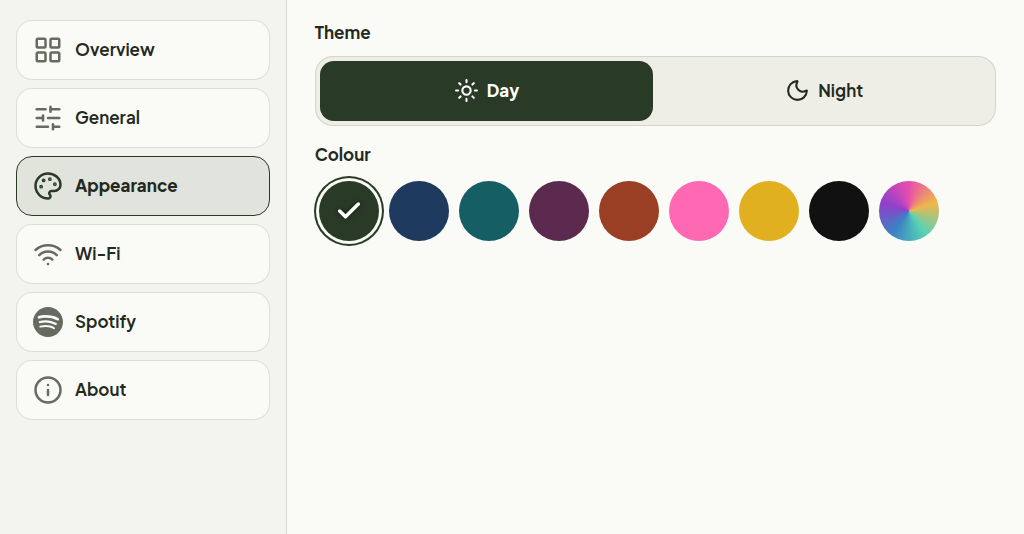 Overview
General
Appearance
Wi-Fi
Spotify
About
Theme
Day
Night
Colour